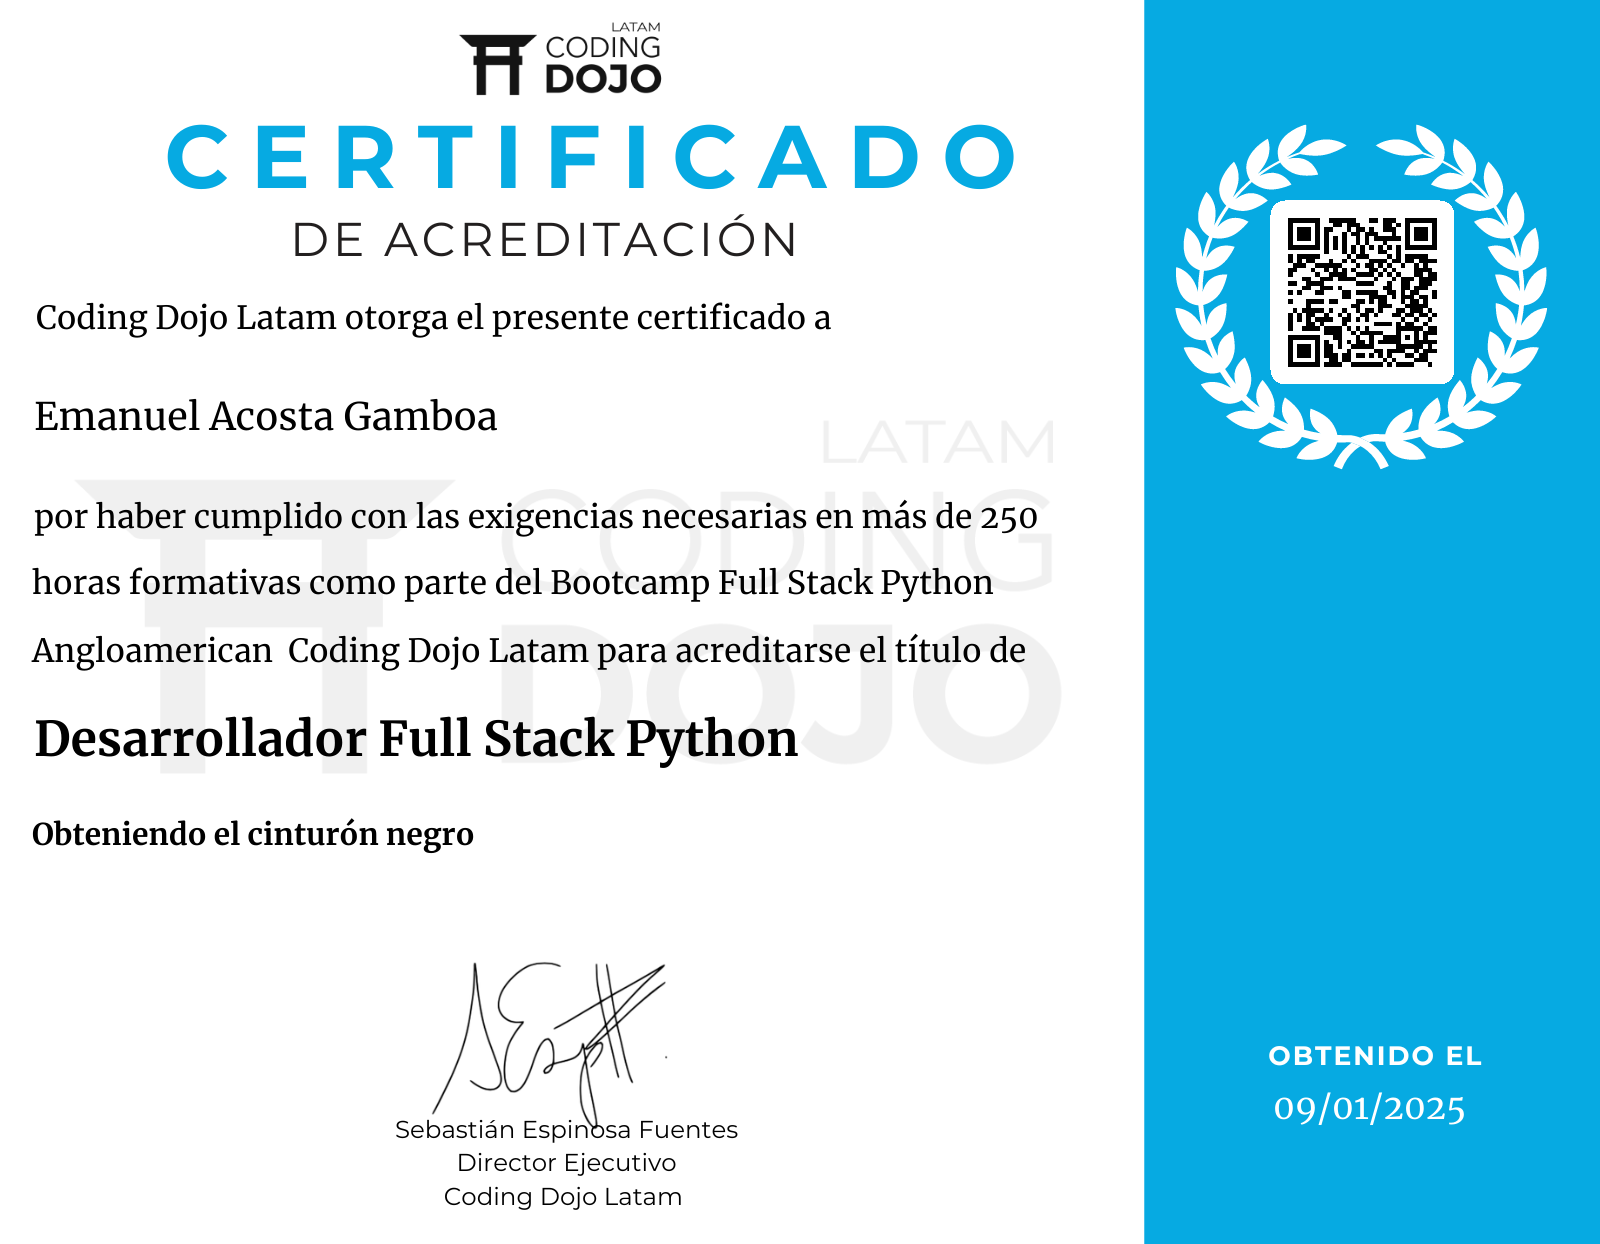 LATAM
CODING
DOJO
CERTIFICADO
DE ACREDITACIÓN
Coding Dojo Latam otorga el presente certificado a
Emanuel Acosta Gamboa
LATAM
CODING
DOJO
por haber cumplido con las exigencias necesarias en más de 250
horas formativas como parte del Bootcamp Full Stack Python
Angloamerican  Coding Dojo Latam para acreditarse el título de
Desarrollador Full Stack Python
Obteniendo el cinturón negro
Sebastián Espinosa Fuentes
Director Ejecutivo
Coding Dojo Latam
OBTENIDO EL
09/01/2025